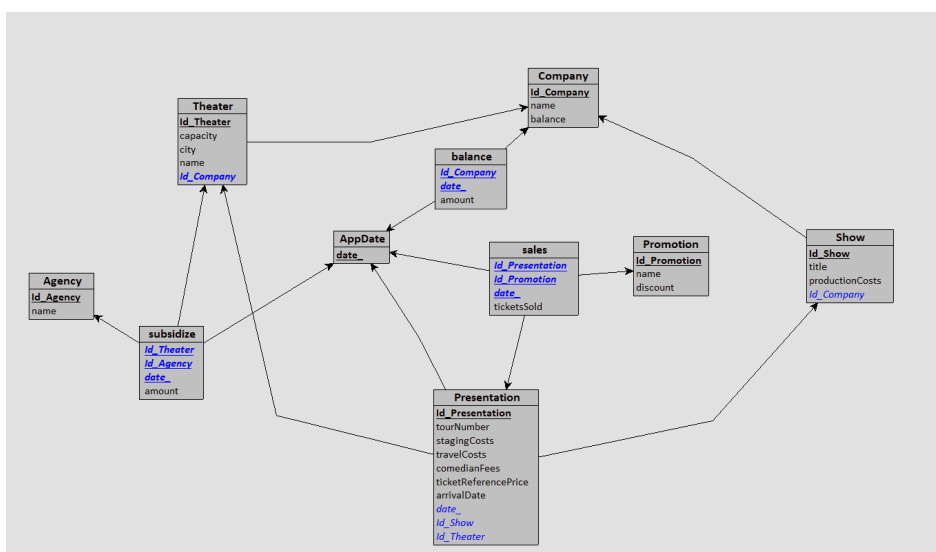 Company
Id_Company
name
balance
Theater
Id_Theater
capacity
city
name
Id_Company
balance
Id_Company
date_
amount
AppDate
date_
sales
Id_Presentation
Id_Promotion
date_
ticketsSold
Promotion
Id_Promotion
name
discount
Show
Id_Show
title
productionCosts
Id_Company
Agency
Id_Agency
name
subsidize
Id_Theater
Id_Agency
date_
amount
Presentation
Id_Presentation
tourNumber
stagingCosts
travelCosts
comedianFees
ticketReferencePrice
arrivalDate
date_
Id_Show
Id_Theater